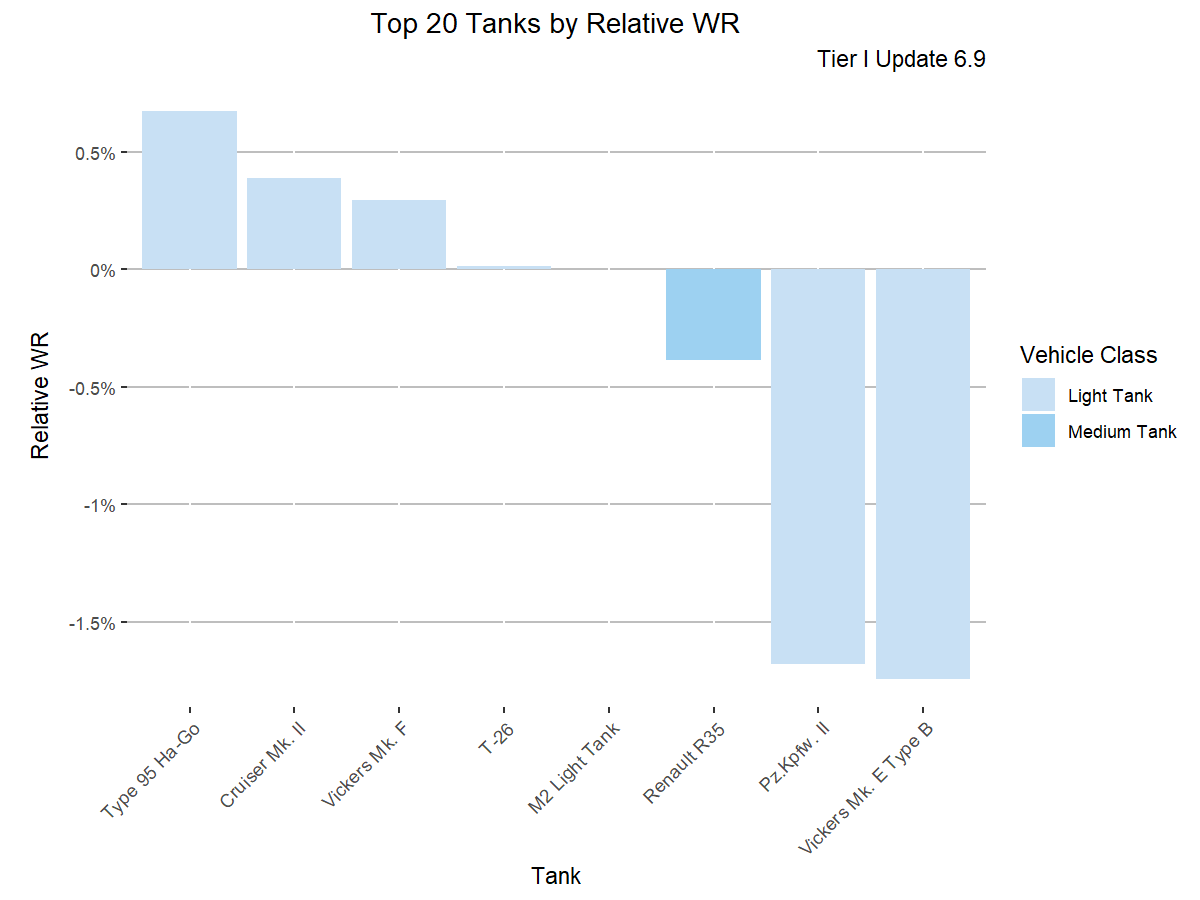 Top 20 Tanks by Relative WR
Tier I Update 6.9
0.5%
0%
-0.5%
-1%
-1.5%
Relative WR
Type 95 Ha-Go
Cruiser Mk. II
Vickers Mk. F
T-26
M2 Light Tank
Renault R35
Pz.Kpfw. II
Vickers Mk. E Type B
Tank
Vehicle Class
Light Tank
Medium Tank